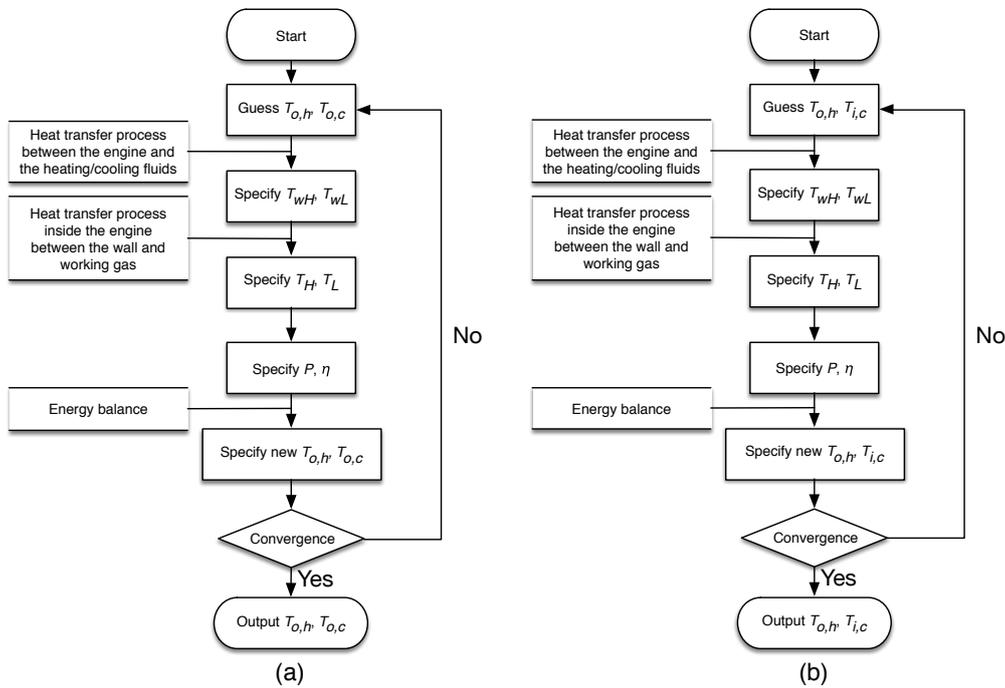 Start
Guess T_{o,h}, T_{o,c}
Heat transfer process
between the engine and
the heating/cooling fluids
Specify T_{wH}, T_{wL}
Heat transfer process
inside the engine
between the wall and
working gas
Specify T_H, T_L
No
Specify P, η
Energy balance
Specify new T_{o,h}, T_{o,c}
Convergence
Yes
Output T_{o,h}, T_{o,c}
(a)
Start
Guess T_{o,h}, T_{i,c}
Heat transfer process
between the engine and
the heating/cooling fluids
Specify T_{wH}, T_{wL}
Heat transfer process
inside the engine
between the wall and
working gas
Specify T_H, T_L
No
Specify P, η
Energy balance
Specify new T_{o,h}, T_{i,c}
Convergence
Yes
Output T_{o,h}, T_{i,c}
(b)